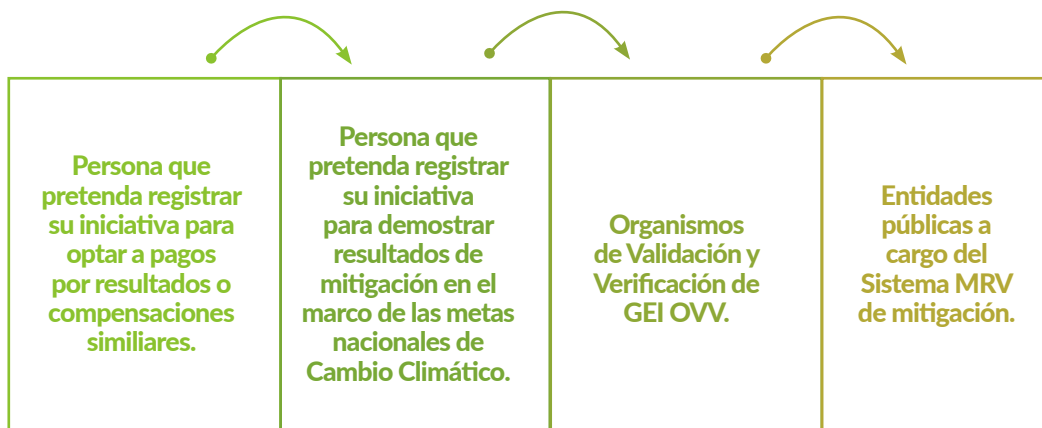 Persona que
pretenda registrar
su iniciativa para
optar a pagos
por resultados o
compensaciones
similiares.
Persona que
pretenda registrar
su iniciativa
para demostrar
resultados de
mitigación en el
marco de las metas
nacionales de
Cambio Climático.
Organismos
de Validación y
Verificación de
GEI OVV.
Entidades
públicas a
cargo del
Sistema MRV
de mitigación.